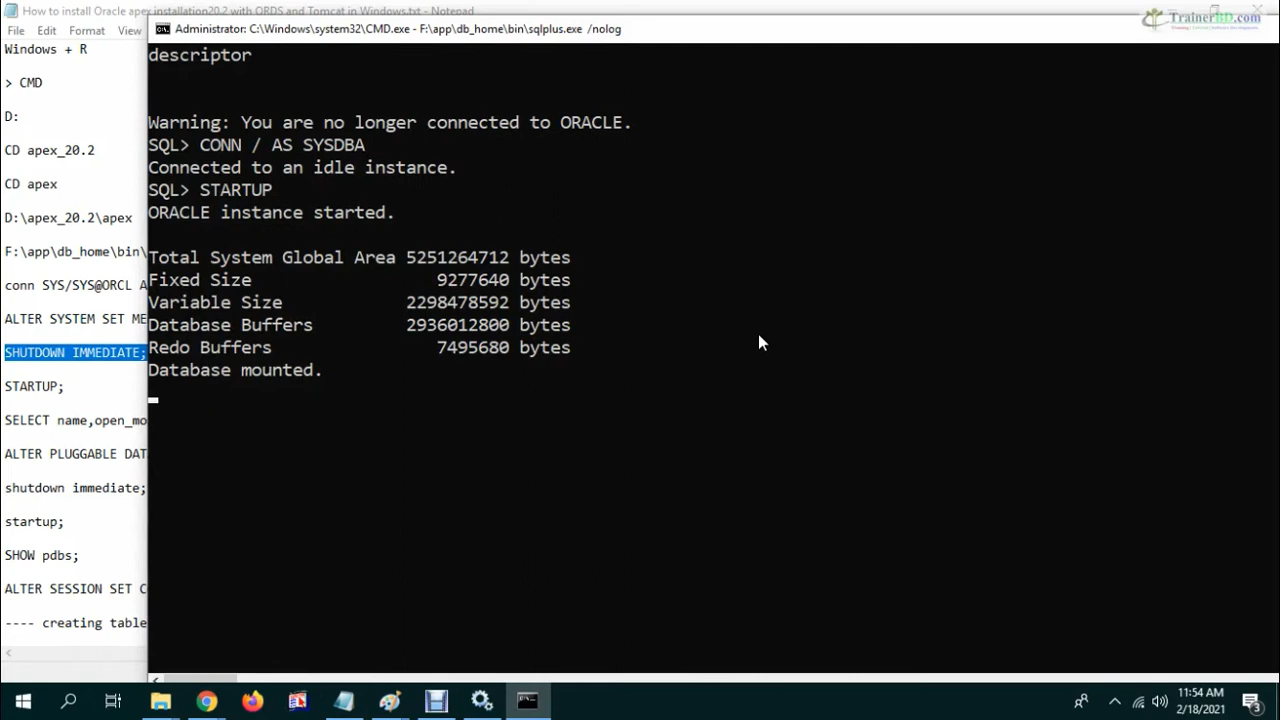 How to install Oracle apex installation20.2 with ORDS and Tomcat in Windows.txt - Notepad
TrainerBD.com
File Edit Format View
Windows + R
> CMD
D:
CD apex_20.2
CD apex
D:\apex_20.2\apex
F:\app\db_home\bin\
conn SYS/SYS@ORCL A
ALTER SYSTEM SET ME
SHUTDOWN IMMEDIATE;
STARTUP;
SELECT name,open_mo
ALTER PLUGGABLE DAT
shutdown immediate;
startup;
SHOW pdbs;
ALTER SESSION SET C
---- creating table
Administrator: C:\Windows\system32\CMD.exe - F:\app\db_home\bin\sqlplus.exe /nolog
descriptor
Warning: You are no longer connected to ORACLE.
SQL> CONN / AS SYSDBA
Connected to an idle instance.
SQL> STARTUP
ORACLE instance started.
Total System Global Area 5251264712 bytes
Fixed Size 9277640 bytes
Variable Size 2298478592 bytes
Database Buffers 2936012800 bytes
Redo Buffers 7495680 bytes
Database mounted.
11:54 AM
2/18/2021
3